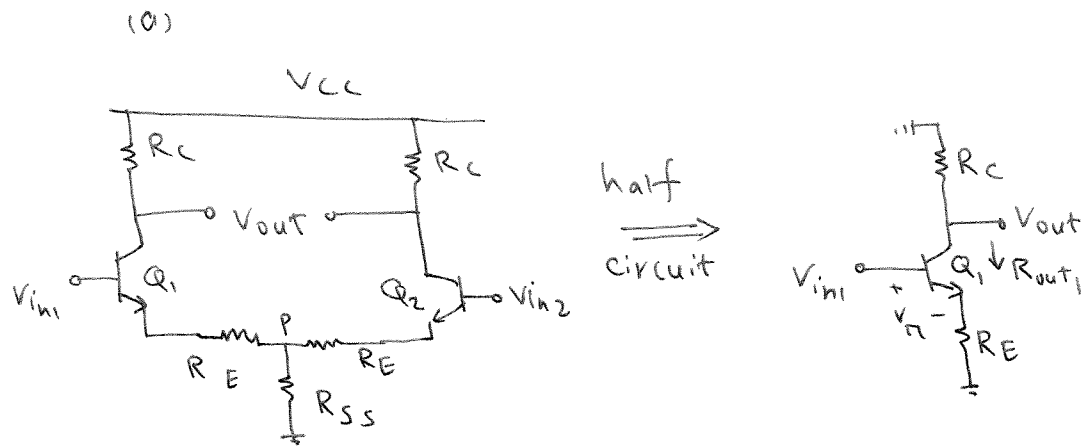 (a)
VCC
RC
RC
Vout
Vin1
Q1
Q2
Vin2
P
RE
RE
RSS
half
circuit
RC
Vout
Rout1
Vin1
Q1
+
Vπ
-
RE